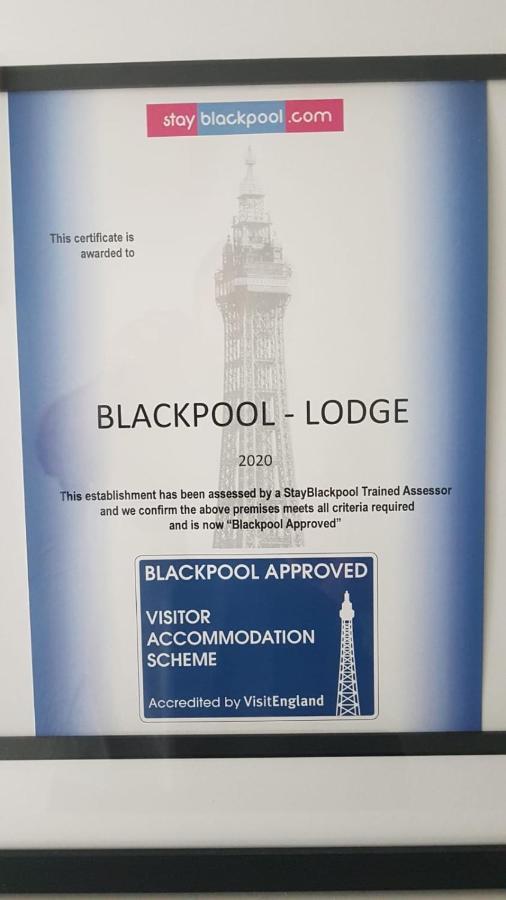 stay blackpool .com
This certificate is
awarded to
BLACKPOOL - LODGE
2020
This establishment has been assessed by a StayBlackpool Trained Assessor
and we confirm the above premises meets all criteria required
and is now “Blackpool Approved”
BLACKPOOL APPROVED
VISITOR
ACCOMMODATION
SCHEME
Accredited by VisitEngland